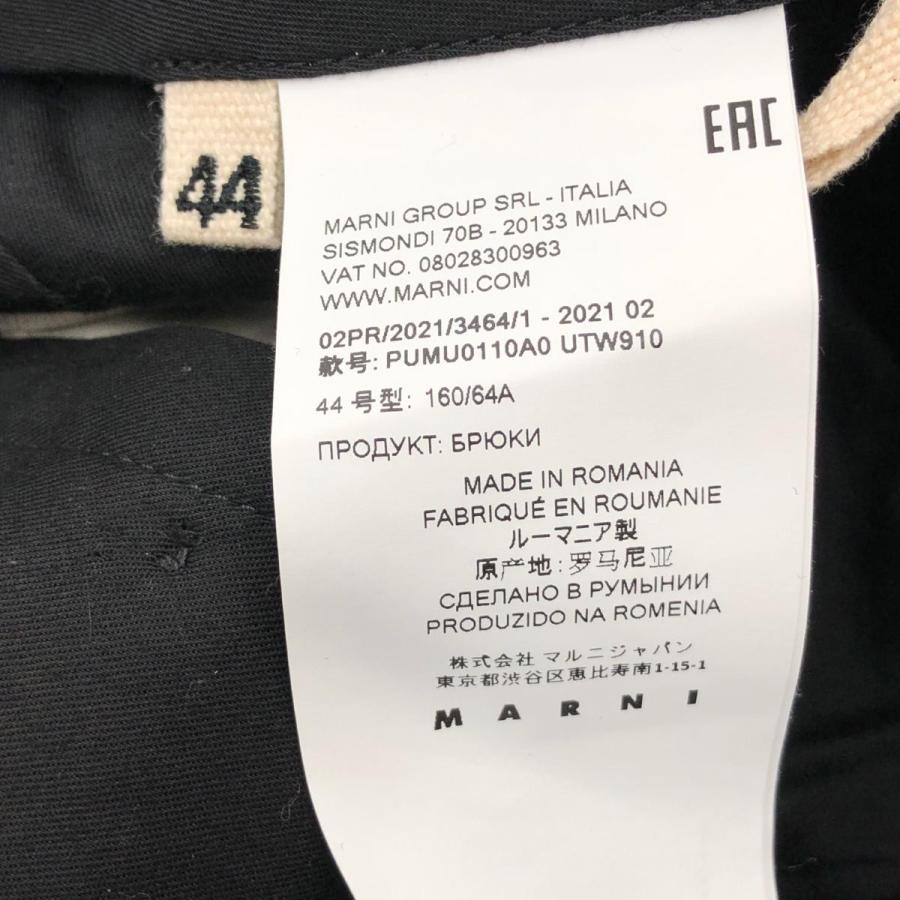 44
EAC
MARNI GROUP SRL - ITALIA
SISMONDI 70B - 20133 MILANO
VAT NO. 08028300963
WWW.MARNI.COM
02PR/2021/3464/1 - 2021 02
款号: PUMU0110A0 UTW910
44 号型: 160/64A
ПРОДУКТ: БРЮКИ
MADE IN ROMANIA
FABRIQUÉ EN ROUMANIE
ルーマニア製
原产地: 罗马尼亚
СДЕЛАНО В РУМЫНИИ
PRODUZIDO NA ROMENIA
株式会社 マルニジャパン
東京都渋谷区恵比寿南1-15-1
MARNI